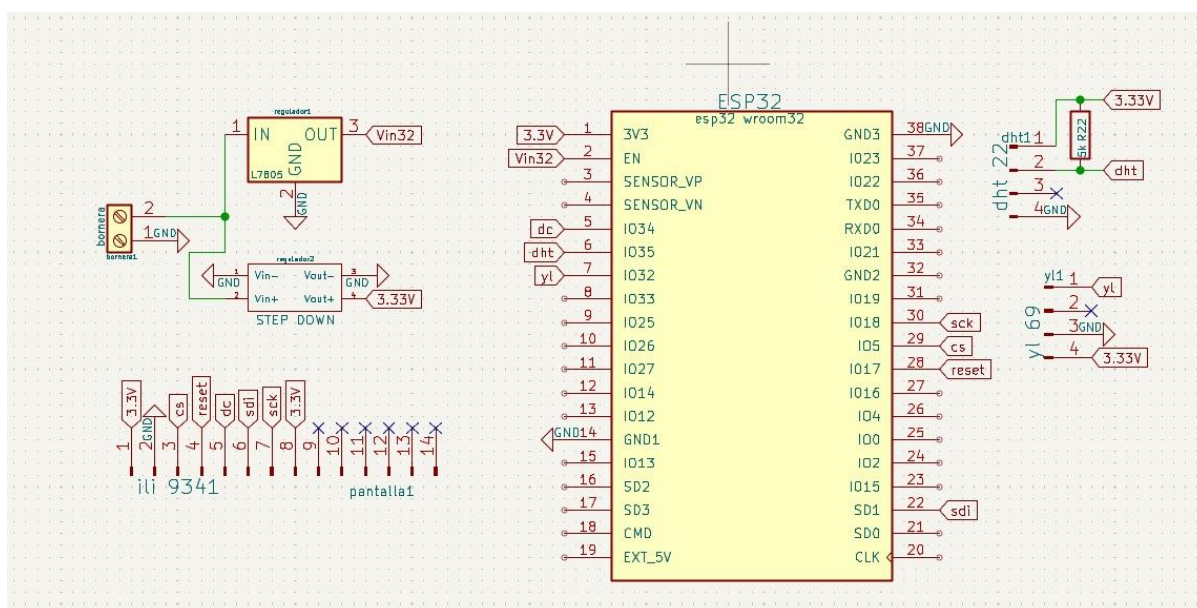 regulador1
1 IN OUT 3 Vin32
GND
L7805
2 GND
bornera
2
1 GND
bornera1
regulador2
1 Vin- Vout- 3
GND GND
2 Vin+ Vout+ 4 3.33V
STEP DOWN
3.3V GND cs reset dc sdi sck 3.3V
1 2 3 4 5 6 7 8 9 10 11 12 13 14
ili 9341
pantalla1
ESP32
esp32 wroom32
3.3V 1 3V3 GND3 38 GND
Vin32 2 EN IO23 37
3 SENSOR_VP IO22 36
4 SENSOR_VN TXD0 35
dc 5 IO34 RXD0 34
dht 6 IO35 IO21 33
yl 7 IO32 GND2 32
8 IO33 IO19 31
9 IO25 IO18 30 sck
10 IO26 IO5 29 cs
11 IO27 IO17 28 reset
12 IO14 IO16 27
13 IO12 IO4 26
GND 14 GND1 IO0 25
15 IO13 IO2 24
16 SD2 IO15 23
17 SD3 SD1 22 sdi
18 CMD SD0 21
19 EXT_5V CLK 20
3.33V
dht1 1
5k R22
dht 22
2 dht
3
4 GND
yl1 1 yl
yl 69
2
3 GND
4 3.33V